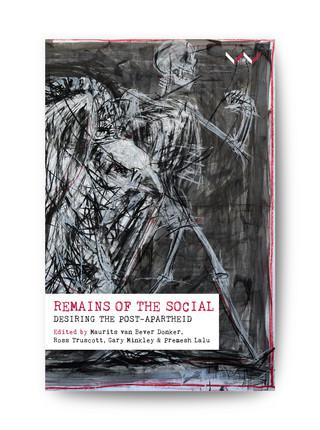 REMAINS OF THE SOCIAL
DESIRING THE POST-APARTHEID
Edited by Maurits van Bever Donker,
Ross Truscott, Gary Minkley & Premesh Lalu